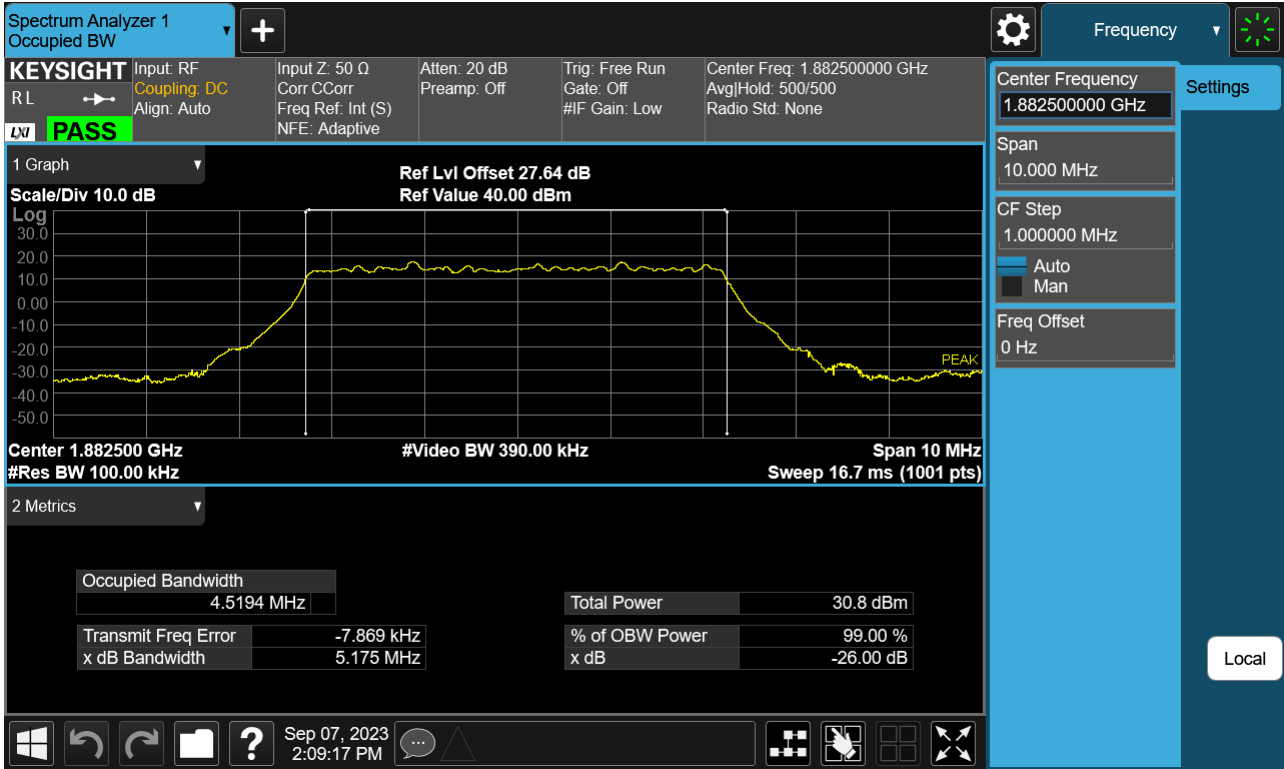 Spectrum Analyzer 1
Occupied BW
▼
+
Frequency
▼
KEYSIGHT
R L
LXI
PASS
Input: RF
Coupling: DC
Align: Auto
Input Z: 50 Ω
Corr CCorr
Freq Ref: Int (S)
NFE: Adaptive
Atten: 20 dB
Preamp: Off
Trig: Free Run
Gate: Off
#IF Gain: Low
Center Freq: 1.882500000 GHz
Avg|Hold: 500/500
Radio Std: None
Center Frequency
1.882500000 GHz
Settings
Span
10.000 MHz
CF Step
1.000000 MHz
Auto
Man
Freq Offset
0 Hz
Local
1 Graph ▼
Scale/Div 10.0 dB
Ref Lvl Offset 27.64 dB
Ref Value 40.00 dBm
Log
30.0
20.0
10.0
0.00
-10.0
-20.0
-30.0
-40.0
-50.0
PEAK
Center 1.882500 GHz
#Video BW 390.00 kHz
Span 10 MHz
#Res BW 100.00 kHz
Sweep 16.7 ms (1001 pts)
2 Metrics ▼
Occupied Bandwidth
4.5194 MHz
Total Power 30.8 dBm
Transmit Freq Error -7.869 kHz
% of OBW Power 99.00 %
x dB Bandwidth 5.175 MHz
x dB -26.00 dB
?
Sep 07, 2023
2:09:17 PM
...